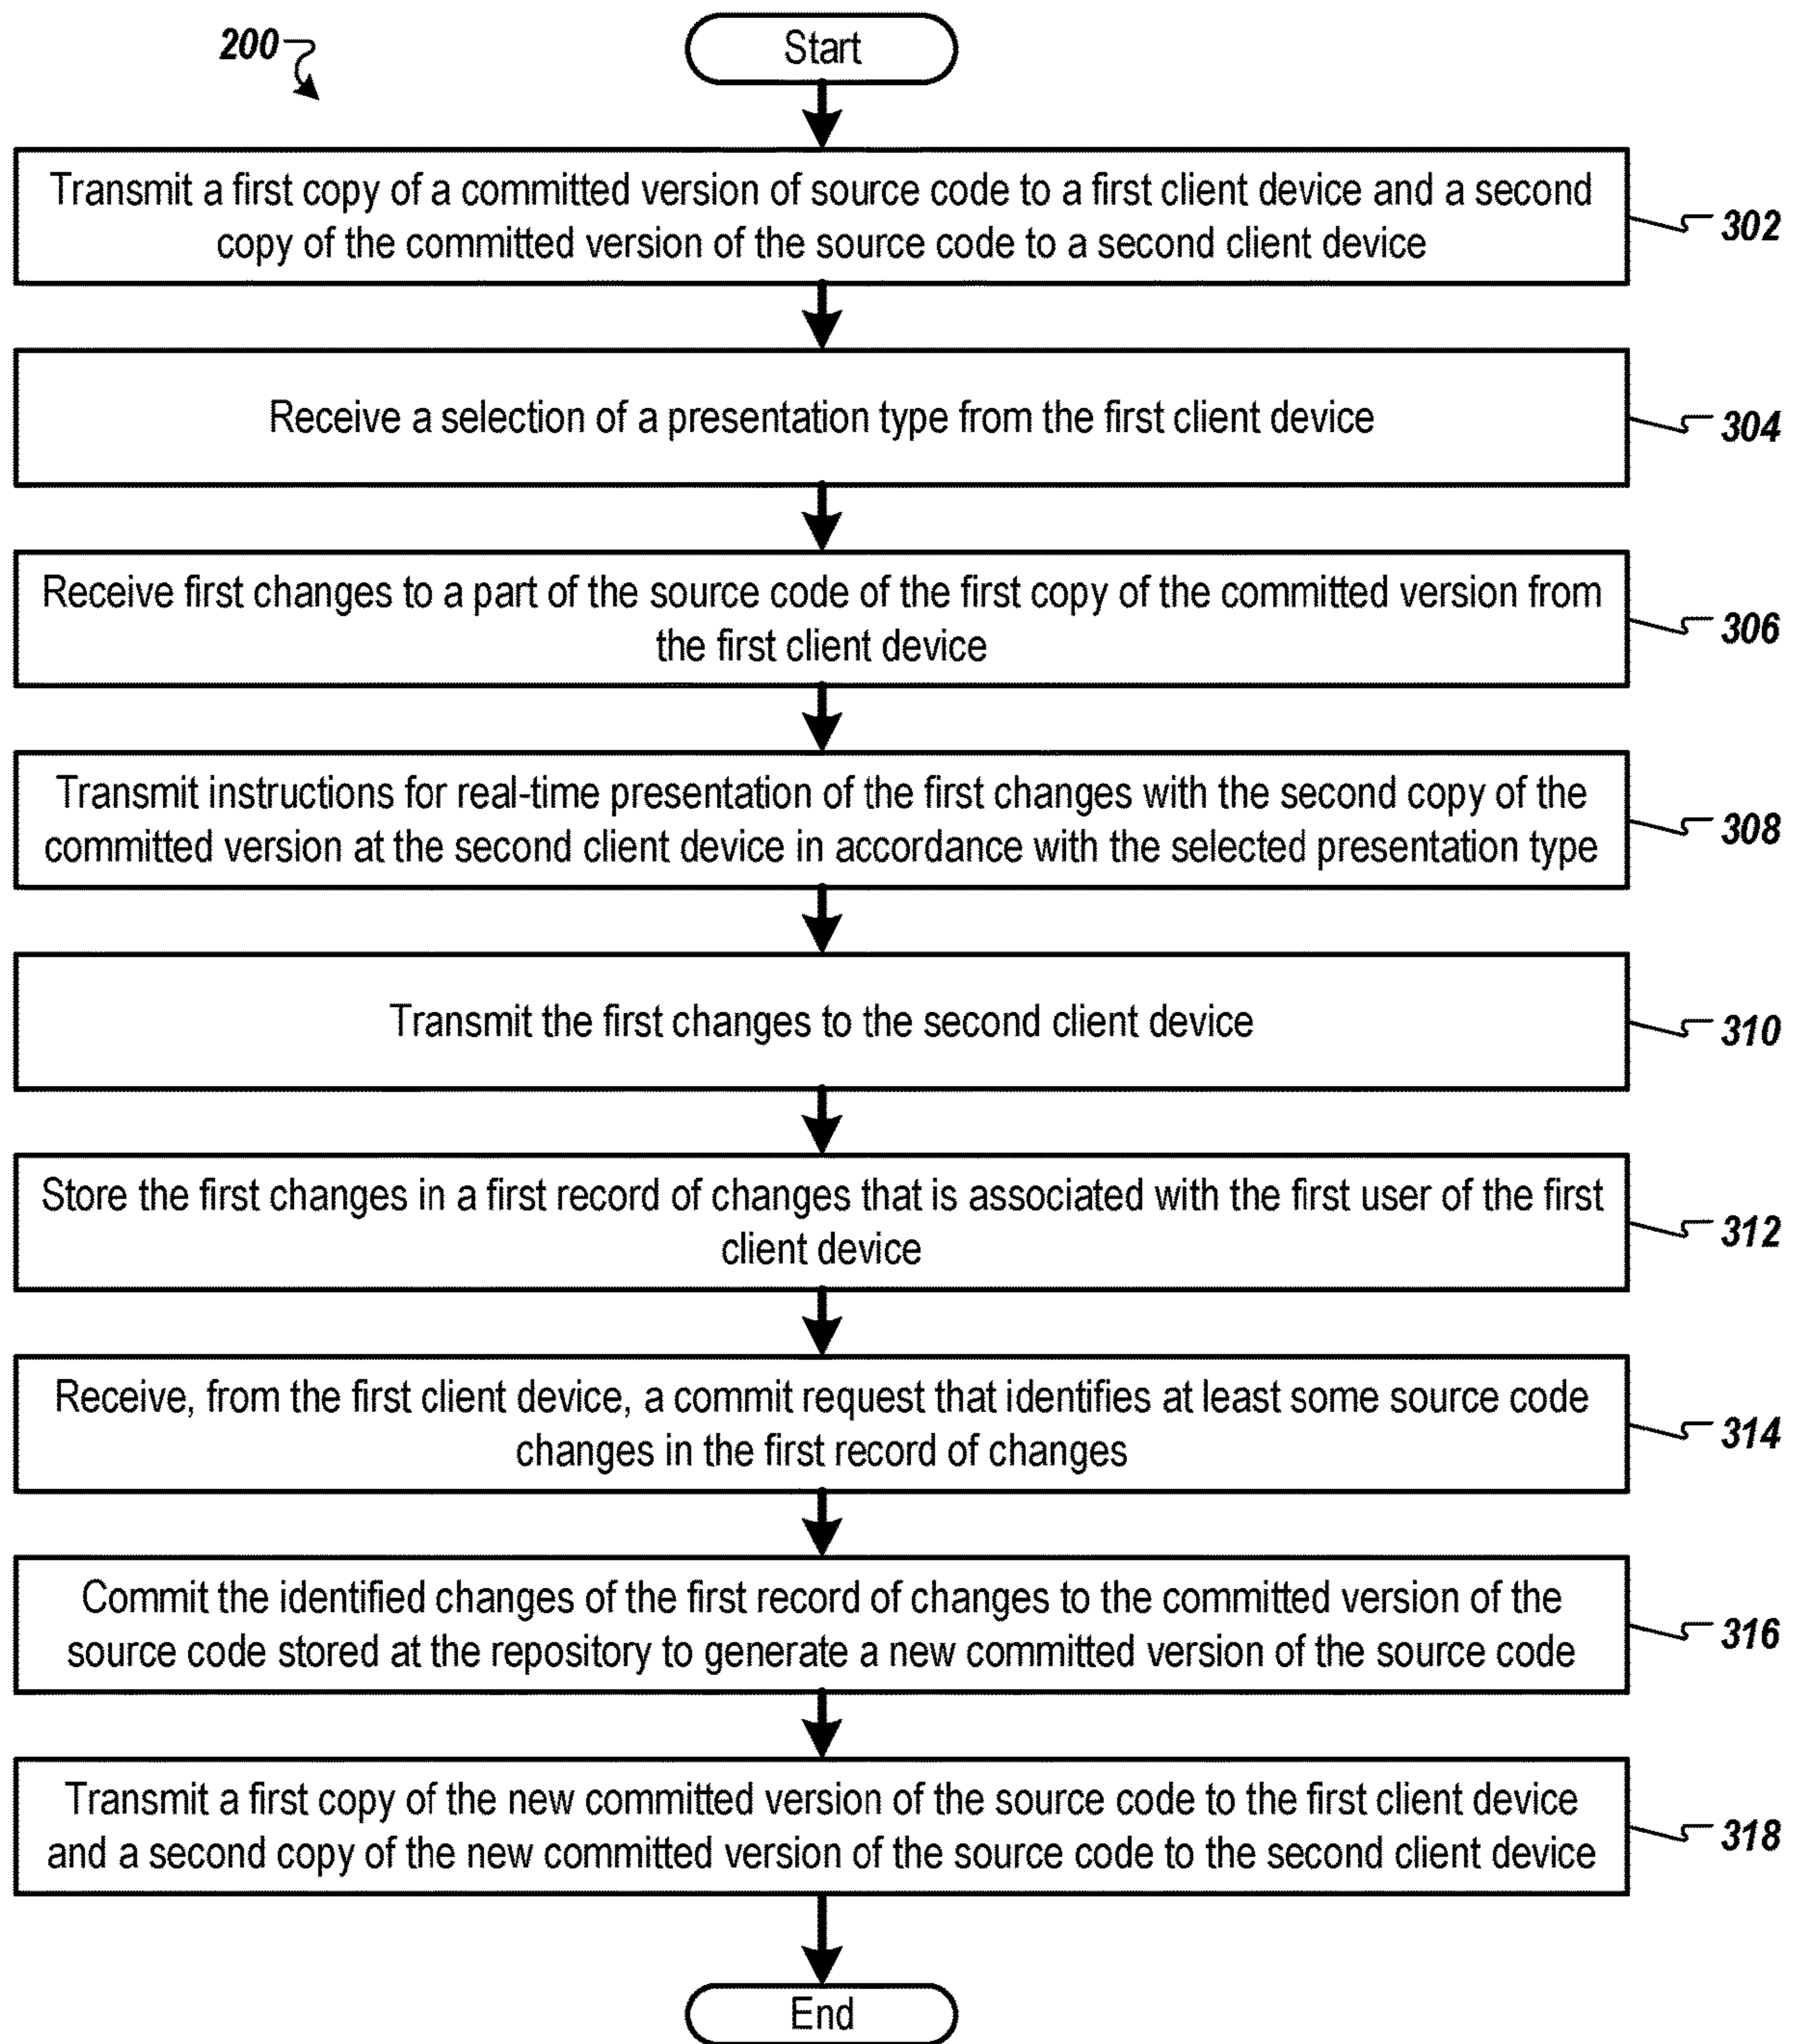 200
Start
Transmit a first copy of a committed version of source code to a first client device and a second
copy of the committed version of the source code to a second client device
302
Receive a selection of a presentation type from the first client device
304
Receive first changes to a part of the source code of the first copy of the committed version from
the first client device
306
Transmit instructions for real-time presentation of the first changes with the second copy of the
committed version at the second client device in accordance with the selected presentation type
308
Transmit the first changes to the second client device
310
Store the first changes in a first record of changes that is associated with the first user of the first
client device
312
Receive, from the first client device, a commit request that identifies at least some source code
changes in the first record of changes
314
Commit the identified changes of the first record of changes to the committed version of the
source code stored at the repository to generate a new committed version of the source code
316
Transmit a first copy of the new committed version of the source code to the first client device
and a second copy of the new committed version of the source code to the second client device
318
End